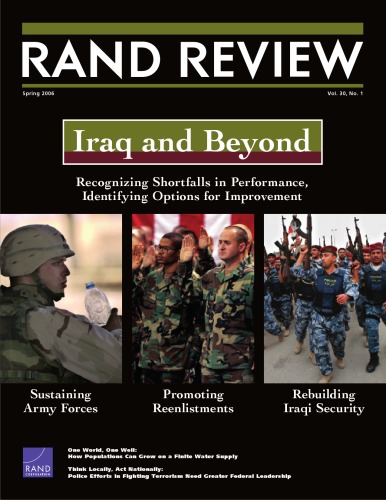 RAND REVIEW
Spring 2006
Vol. 30, No. 1
Iraq and Beyond
Recognizing Shortfalls in Performance,
Identifying Options for Improvement
Sustaining
Army Forces
Promoting
Reenlistments
Rebuilding
Iraqi Security
RAND
CORPORATION
One World, One Well:
How Populations Can Grow on a Finite Water Supply
Think Locally, Act Nationally:
Police Efforts in Fighting Terrorism Need Greater Federal Leadership